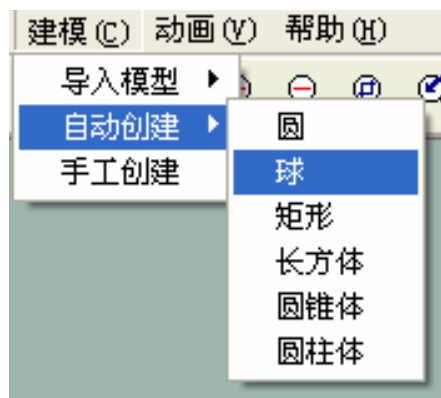 建模(C) 动画(V) 帮助(H)
导入模型
自动创建
手工创建
圆
球
矩形
长方体
圆锥体
圆柱体